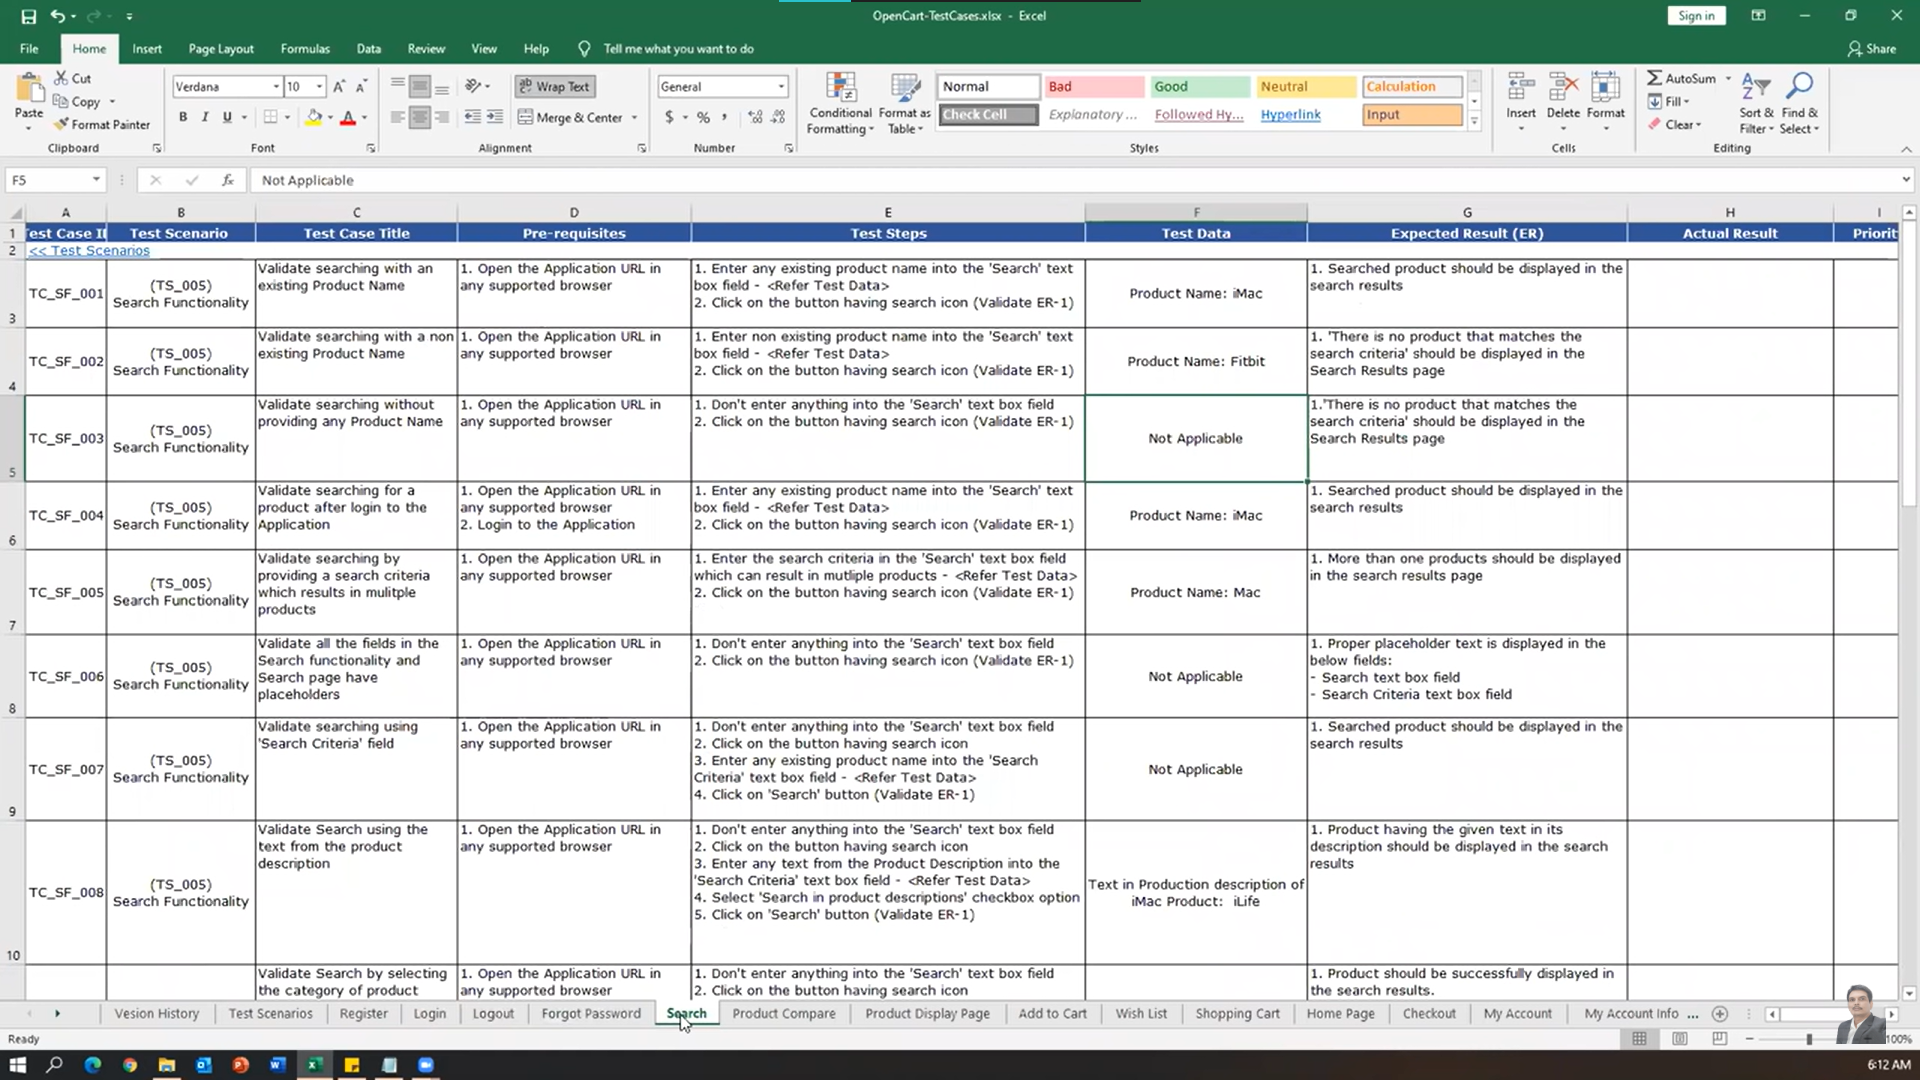 OpenCart-TestCases.xlsx - Excel
Sign in
File Home Insert Page Layout Formulas Data Review View Help Tell me what you want to do
Share
Paste
Cut
Copy
Format Painter
Clipboard
Verdana 10
B I U
Font
Wrap Text
Merge & Center
Alignment
General
$ %
Number
Conditional Formatting
Format as Table
Normal Bad Good Neutral Calculation
Check Cell Explanatory ... Followed Hy... Hyperlink Input
Styles
Insert Delete Format
Cells
AutoSum
Fill
Clear
Sort & Filter
Find & Select
Editing
F5 fx Not Applicable
A B C D E F G H I
1 Test Scenario Test Case Title Pre-requisites Test Steps Test Data Expected Result (ER) Actual Result
2 << Test Scenarios
3
TC_SF_001
(TS_005)
Search Functionality
Validate searching with an
existing Product Name
1. Open the Application URL in
any supported browser
1. Enter any existing product name into the 'Search' text
box field - <Refer Test Data>
2. Click on the button having search icon (Validate ER-1)
Product Name: iMac
1. Searched product should be displayed in the
search results
4
TC_SF_002
(TS_005)
Search Functionality
Validate searching with a non
existing Product Name
1. Open the Application URL in
any supported browser
1. Enter non existing product name into the 'Search' text
box field - <Refer Test Data>
2. Click on the button having search icon (Validate ER-1)
Product Name: Fitbit
1. 'There is no product that matches the
search criteria' should be displayed in the
Search Results page
5
TC_SF_003
(TS_005)
Search Functionality
Validate searching without
providing any Product Name
1. Open the Application URL in
any supported browser
1. Don't enter anything into the 'Search' text box field
2. Click on the button having search icon (Validate ER-1)
Not Applicable
1.'There is no product that matches the
search criteria' should be displayed in the
Search Results page
6
TC_SF_004
(TS_005)
Search Functionality
Validate searching for a
product after login to the
Application
1. Open the Application URL in
any supported browser
2. Login to the Application
1. Enter any existing product name into the 'Search' text
box field - <Refer Test Data>
2. Click on the button having search icon (Validate ER-1)
Product Name: iMac
1. Searched product should be displayed in the
search results
7
TC_SF_005
(TS_005)
Search Functionality
Validate searching by
providing a search criteria
which results in mulitple
products
1. Open the Application URL in
any supported browser
1. Enter the search criteria in the 'Search' text box field
which can result in mutliple products - <Refer Test Data>
2. Click on the button having search icon (Validate ER-1)
Product Name: Mac
1. More than one products should be displayed
in the search results page
8
TC_SF_006
(TS_005)
Search Functionality
Validate all the fields in the
Search functionality and
Search page have
placeholders
1. Open the Application URL in
any supported browser
1. Don't enter anything into the 'Search' text box field
2. Click on the button having search icon (Validate ER-1)
Not Applicable
1. Proper placeholder text is displayed in the
below fields:
- Search text box field
- Search Criteria text box field
9
TC_SF_007
(TS_005)
Search Functionality
Validate searching using
'Search Criteria' field
1. Open the Application URL in
any supported browser
1. Don't enter anything into the 'Search' text box field
2. Click on the button having search icon
3. Enter any existing product name into the 'Search
Criteria' text box field - <Refer Test Data>
4. Click on 'Search' button (Validate ER-1)
Not Applicable
1. Searched product should be displayed in the
search results
10
TC_SF_008
(TS_005)
Search Functionality
Validate Search using the
text from the product
description
1. Open the Application URL in
any supported browser
1. Don't enter anything into the 'Search' text box field
2. Click on the button having search icon
3. Enter any text from the Product Description into the
'Search Criteria' text box field - <Refer Test Data>
4. Select 'Search in product descriptions' checkbox option
5. Click on 'Search' button (Validate ER-1)
Text in Production description of
iMac Product: iLife
1. Product having the given text in its
description should be displayed in the search
results
Validate Search by selecting
the category of product
1. Open the Application URL in
any supported browser
1. Don't enter anything into the 'Search' text box field
2. Click on the button having search icon
1. Product should be successfully displayed in
the search results.
Vesion History Test Scenarios Register Login Logout Forgot Password Search Product Compare Product Display Page Add to Cart Wish List Shopping Cart Home Page Checkout My Account My Account Info ...
Ready
100%
6:12 AM